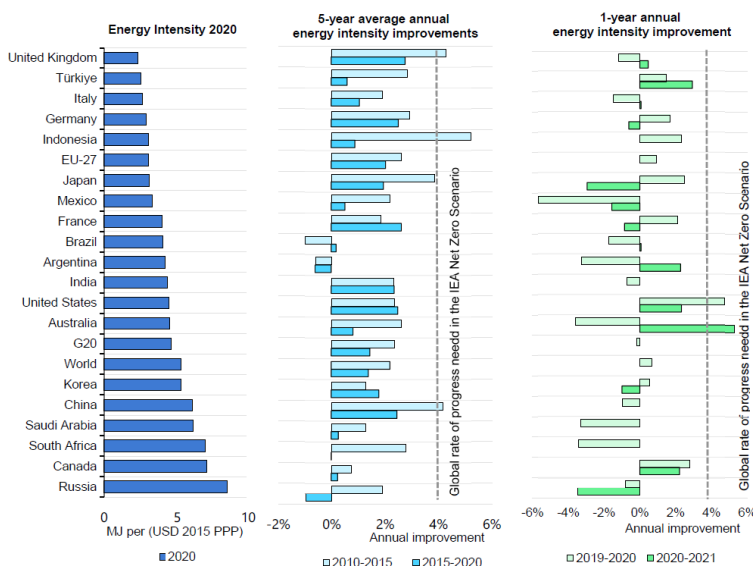 Energy Intensity 2020
United Kingdom
Türkiye
Italy
Germany
Indonesia
EU-27
Japan
Mexico
France
Brazil
Argentina
India
United States
Australia
G20
World
Korea
China
Saudi Arabia
South Africa
Canada
Russia
0 5 10
MJ per (USD 2015 PPP)
2020
5-year average annual
energy intensity improvements
Global rate of progress needd in the IEA Net Zero Scenario
-2% 0% 2% 4% 6%
Annual improvement
2010-2015 2015-2020
1-year annual
energy intensity improvement
Global rate of progress needd in the IEA Net Zero Scenario
-6% -4% -2% 0% 2% 4% 6%
Annual improvement
2019-2020 2020-2021